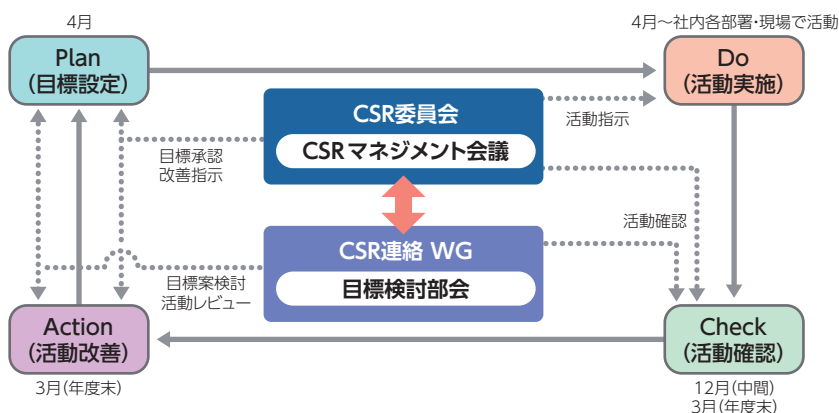 4月
4月～社内各部署・現場で活動
Plan
(目標設定)
Do
(活動実施)
CSR委員会
CSRマネジメント会議
活動指示
目標承認
改善指示
活動確認
CSR連絡 WG
目標検討部会
目標案検討
活動レビュー
Action
(活動改善)
3月(年度末)
Check
(活動確認)
12月(中間)
3月(年度末)